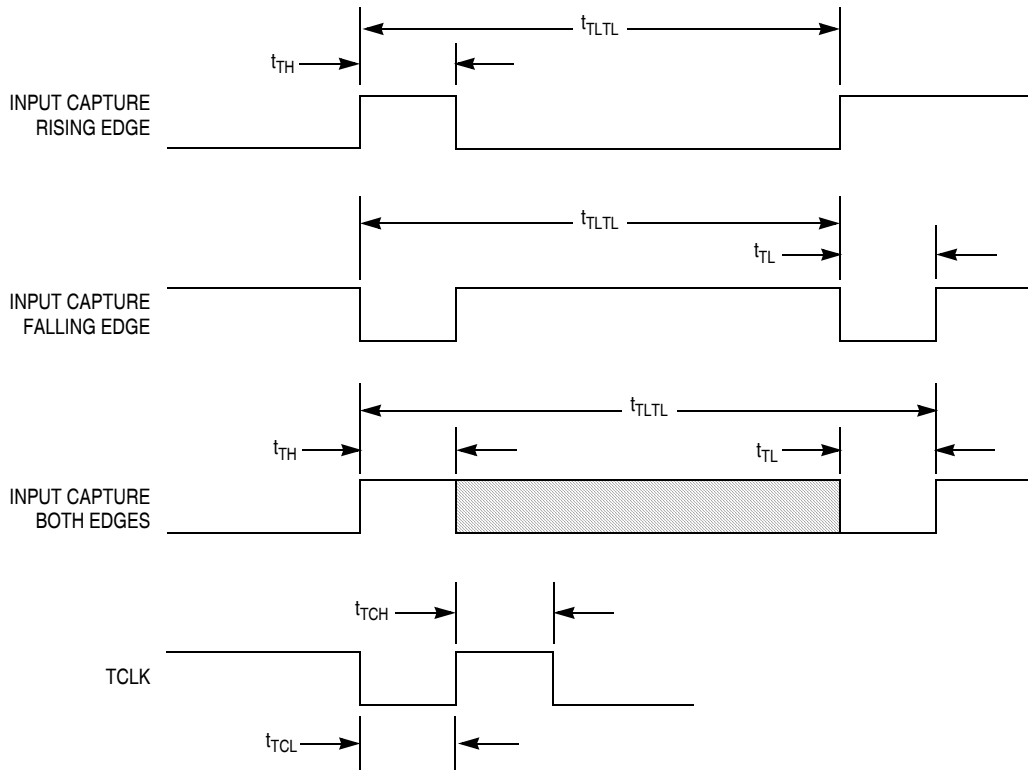 tTLTL
tTH
INPUT CAPTURE
RISING EDGE
tTLTL
tTL
INPUT CAPTURE
FALLING EDGE
tTLTL
tTH
tTL
INPUT CAPTURE
BOTH EDGES
tTCH
TCLK
tTCL